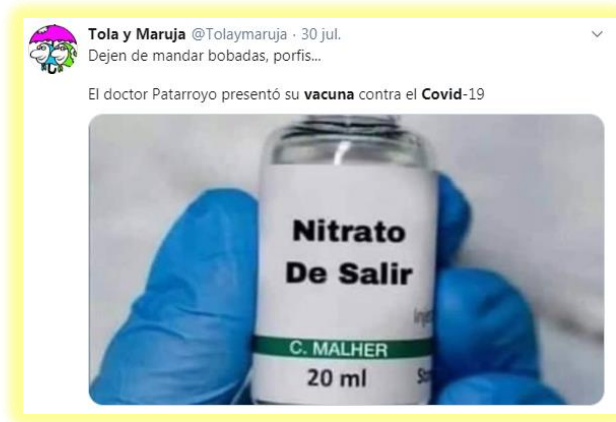 Tola y Maruja @Tolaymaruja · 30 jul.
Dejen de mandar bobadas, porfis...
El doctor Patarroyo presentó su vacuna contra el Covid-19
Nitrato
De Salir
C. MALHER
20 ml